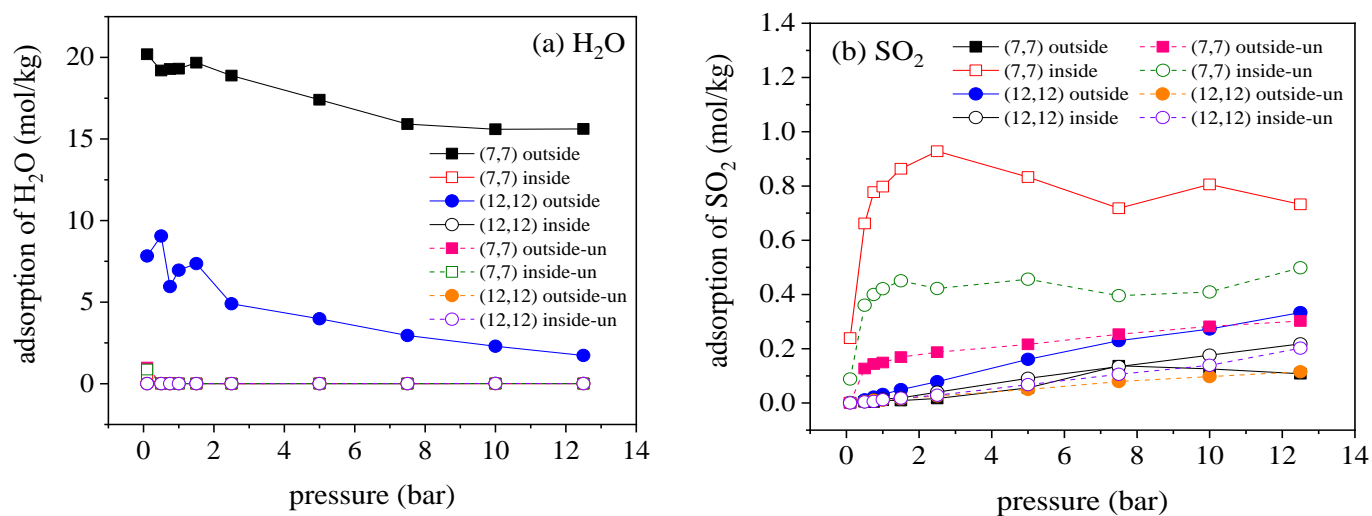 (a) H₂O
adsorption of H₂O (mol/kg)
20
15
10
5
0
(7,7) outside
(7,7) inside
(12,12) outside
(12,12) inside
(7,7) outside-un
(7,7) inside-un
(12,12) outside-un
(12,12) inside-un
0 2 4 6 8 10 12 14
pressure (bar)
(b) SO₂
adsorption of SO₂ (mol/kg)
1.4
1.2
1.0
0.8
0.6
0.4
0.2
0.0
(7,7) outside
(7,7) inside
(12,12) outside
(12,12) inside
(7,7) outside-un
(7,7) inside-un
(12,12) outside-un
(12,12) inside-un
0 2 4 6 8 10 12 14
pressure (bar)